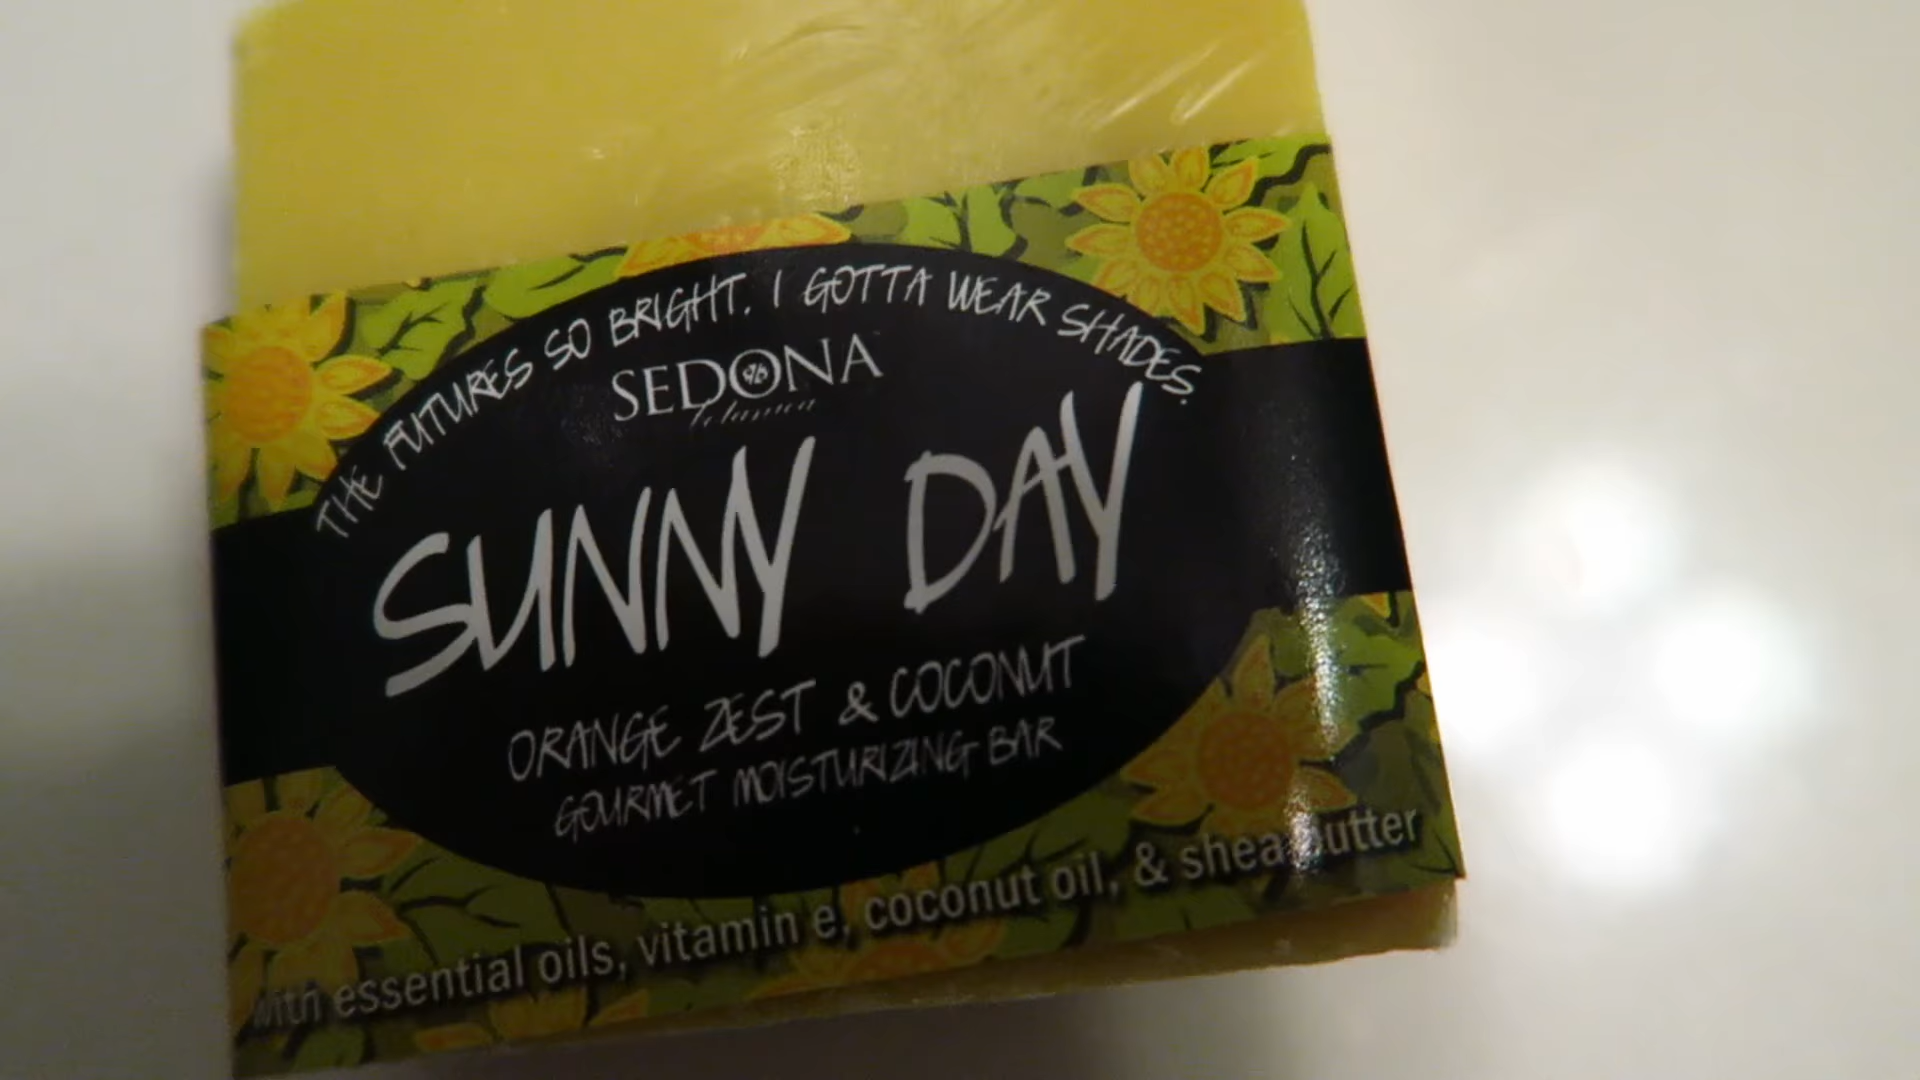 THE FUTURES SO BRIGHT. I GOTTA WEAR SHADES.
SEDONA
SUNNY DAY
ORANGE ZEST & COCONUT
GOURMET MOISTURIZING BAR
with essential oils, vitamin e, coconut oil, & shea butter